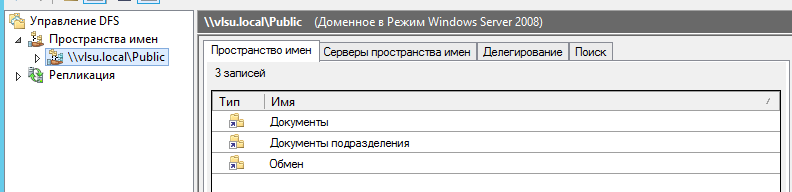 Управление DFS
Пространства имен
\\vlsu.local\Public
Репликация
\\vlsu.local\Public (Доменное в Режим Windows Server 2008)
Пространство имен Серверы пространства имен Делегирование Поиск
3 записей
Тип Имя
Документы
Документы подразделения
Обмен